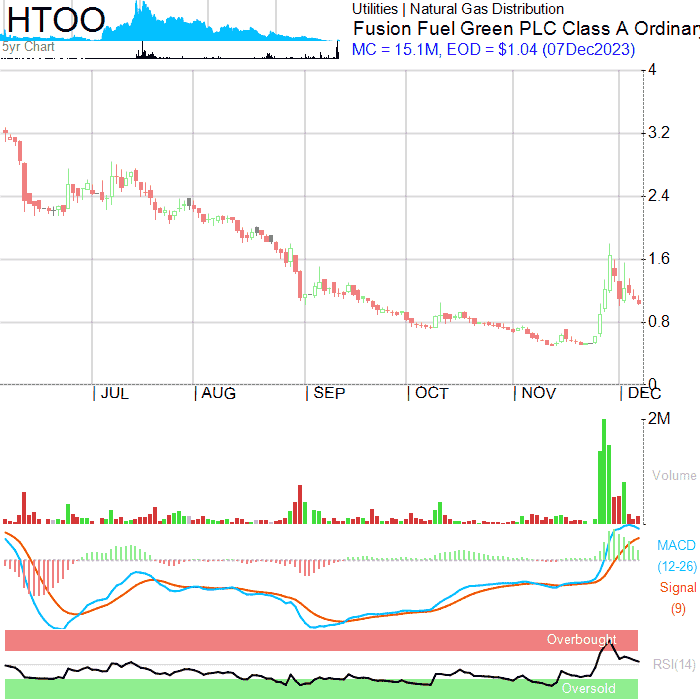 HTOO
Utilities | Natural Gas Distribution
Fusion Fuel Green PLC Class A Ordinary
MC = 15.1M, EOD = $1.04 (07Dec2023)
5yr Chart
4
3.2
2.4
1.6
0.8
0
JUL
AUG
SEP
OCT
NOV
DEC
2M
Volume
MACD
(12-26)
Signal
(9)
Overbought
RSI(14)
Oversold